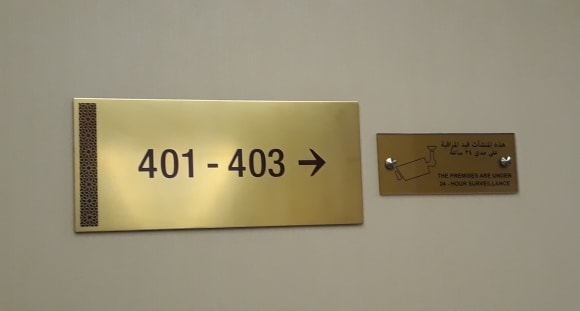 401 - 403 →
هذه المنشآت قيد المراقبة
على مدى ٢٤ ساعة
THE PREMISES ARE UNDER
24 - HOUR SURVEILLANCE